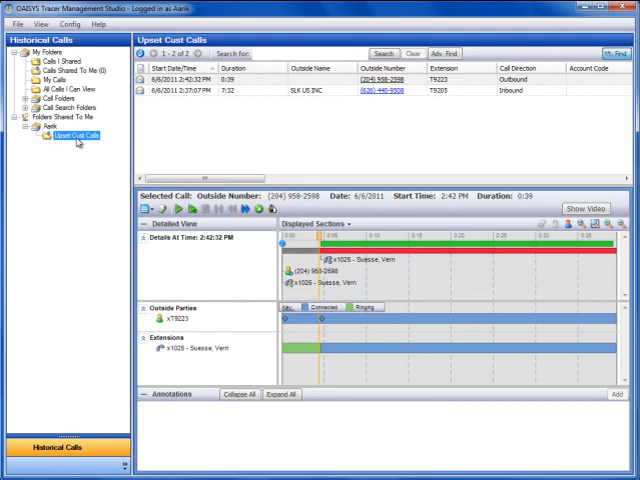 OAISYS Tracer Management Studio - Logged in as Aarik
File View Config Help
Historical Calls
My Folders
Calls I Shared
Calls Shared To Me (0)
My Calls
All Calls I Can View
Call Folders
Call Search Folders
Folders Shared To Me
Aarik
Upset Cust Calls
Historical Calls
Upset Cust Calls
1 - 2 of 2 Search for: Search Clear Adv. Find Find
Start Date/Time Duration Outside Name Outside Number Extension Call Direction Account Code
6/6/2011 2:42:32 PM 0:39 (204) 958-2598 T9223 Outbound
6/6/2011 2:37:07 PM 7:32 SLK US INC (626) 440-9508 T9205 Inbound
Selected Call: Outside Number: (204) 958-2598 Date: 6/6/2011 Start Time: 2:42 PM Duration: 0:39
Show Video
Detailed View Displayed Sections
Details At Time: 2:42:32 PM
0:00 0:05 0:10 0:15 0:20 0:25 0:30 0:35
x1025 - Suesse, Vern
(204) 958-2598
x1025 - Suesse, Vern
Outside Parties
Key: Connected Ringing
xT9223
Extensions
x1025 - Suesse, Vern
Annotations Collapse All Expand All Add